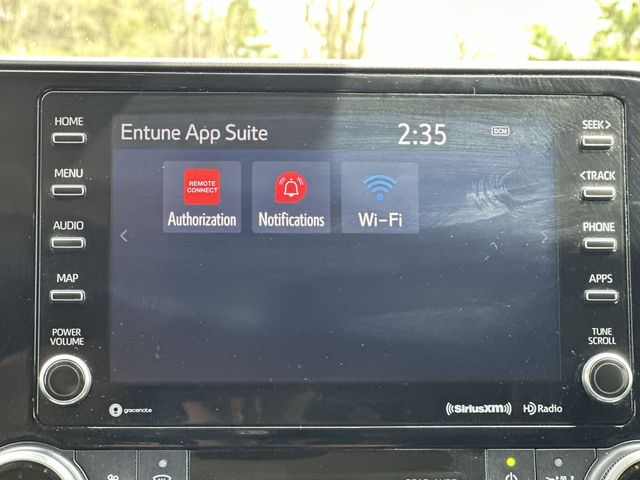 HOME
MENU
AUDIO
MAP
POWER
VOLUME
Entune App Suite 2:35 DCM
REMOTE
CONNECT
Authorization
Notifications
Wi-Fi
SEEK>
<TRACK
PHONE
APPS
TUNE
SCROLL
gracenote
((SiriusXM))
HD Radio